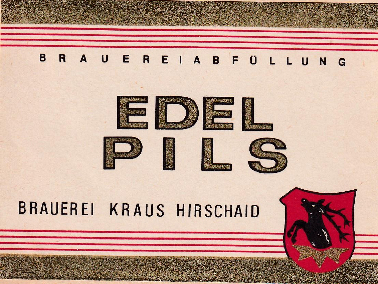 BRAUEREIABFÜLLUNG
EDEL
PILS
BRAUEREI KRAUS HIRSCHAID